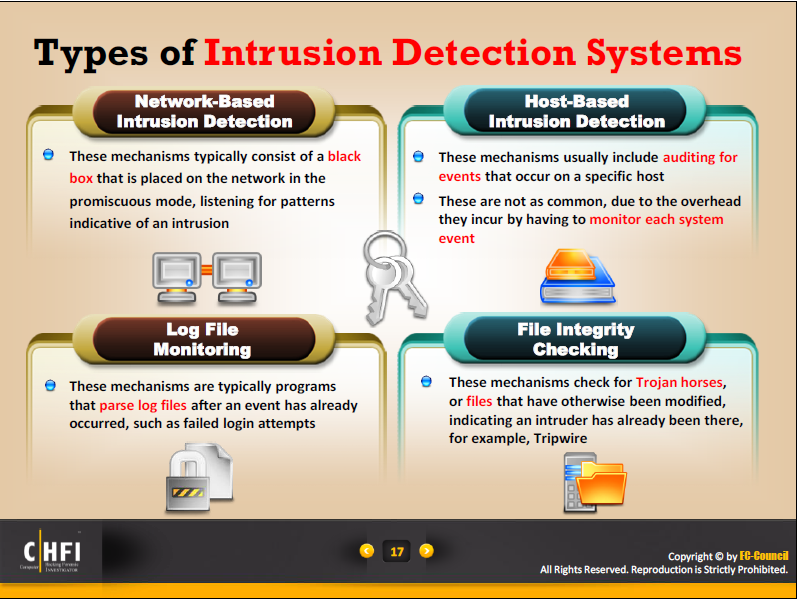 Types of Intrusion Detection Systems
Network-Based
Intrusion Detection
These mechanisms typically consist of a black
box that is placed on the network in the
promiscuous mode, listening for patterns
indicative of an intrusion
Host-Based
Intrusion Detection
These mechanisms usually include auditing for
events that occur on a specific host
These are not as common, due to the overhead
they incur by having to monitor each system
event
Log File
Monitoring
These mechanisms are typically programs
that parse log files after an event has already
occurred, such as failed login attempts
File Integrity
Checking
These mechanisms check for Trojan horses,
or files that have otherwise been modified,
indicating an intruder has already been there,
for example, Tripwire
CHFI
Computer
Hacking Forensic
INVESTIGATOR
17
Copyright © by EC-Council
All Rights Reserved. Reproduction is Strictly Prohibited.